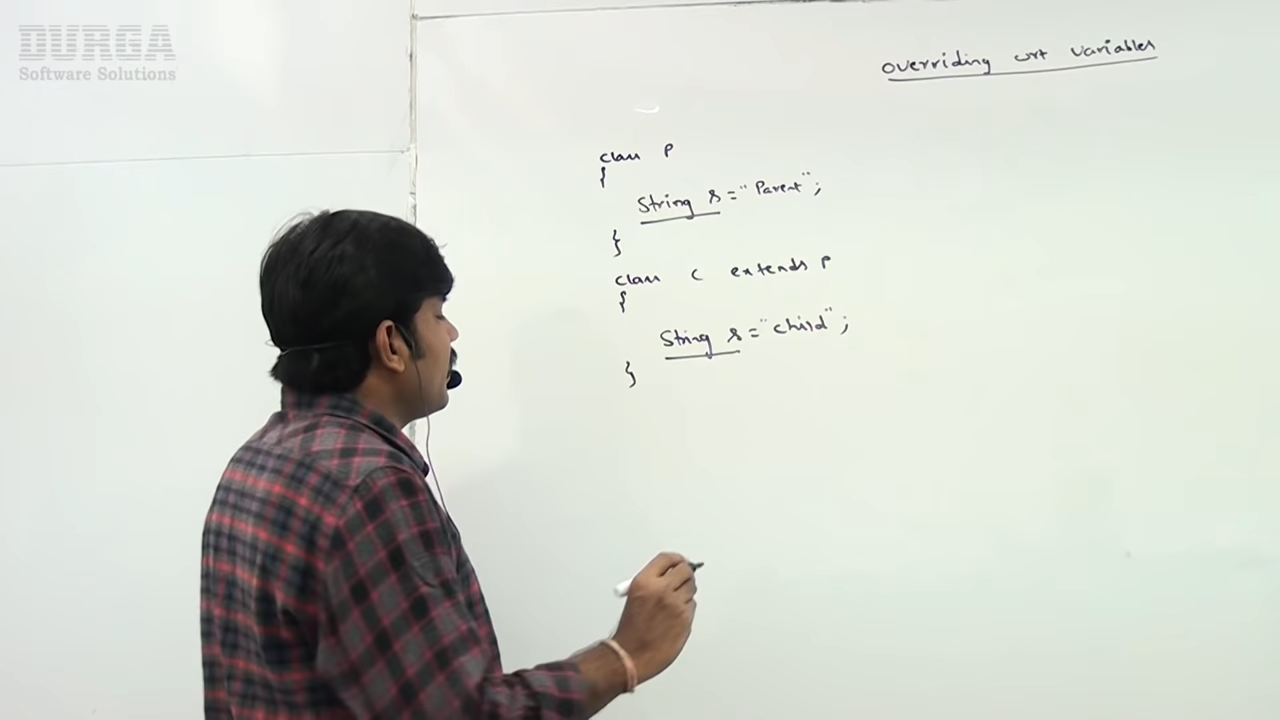 DURGA
Software Solutions
overriding wrt variables
class P
{
String s = "Parent";
}
class C extends P
{
String s = "child";
}